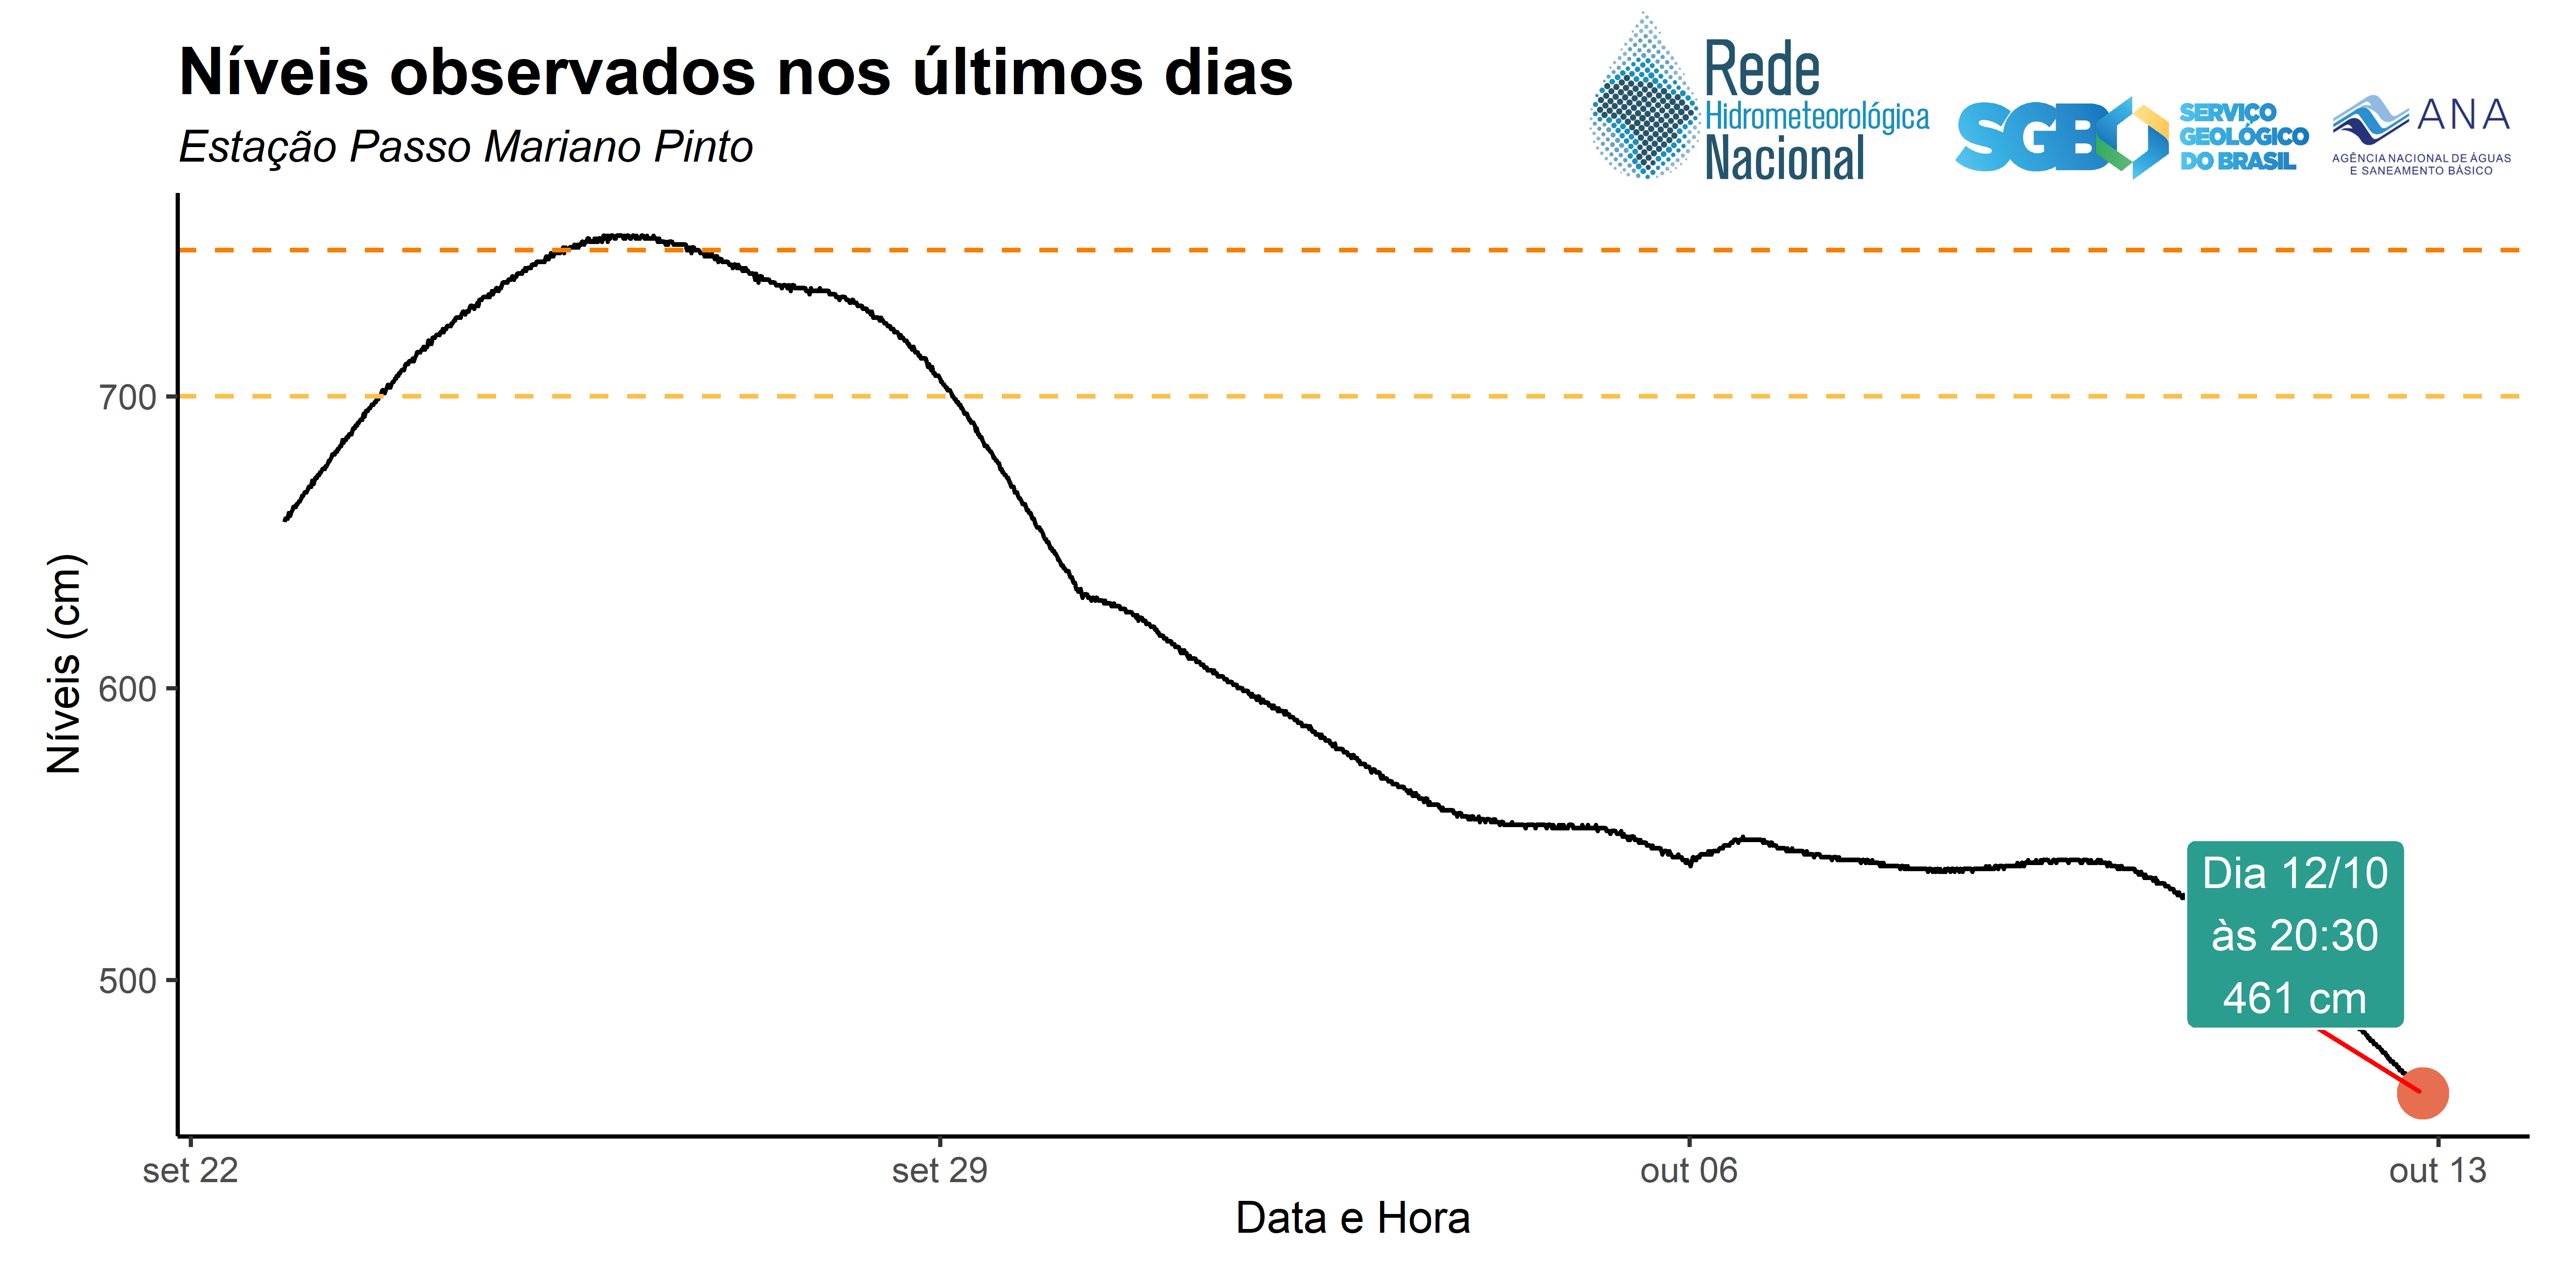 Níveis observados nos últimos dias
Estação Passo Mariano Pinto
Rede
Hidrometeorológica
Nacional
SGB
SERVIÇO
GEOLÓGICO
DO BRASIL
ANA
AGÊNCIA NACIONAL DE ÁGUAS
E SANEAMENTO BÁSICO
Níveis (cm)
700
600
500
Dia 12/10
às 20:30
461 cm
set 22
set 29
out 06
out 13
Data e Hora